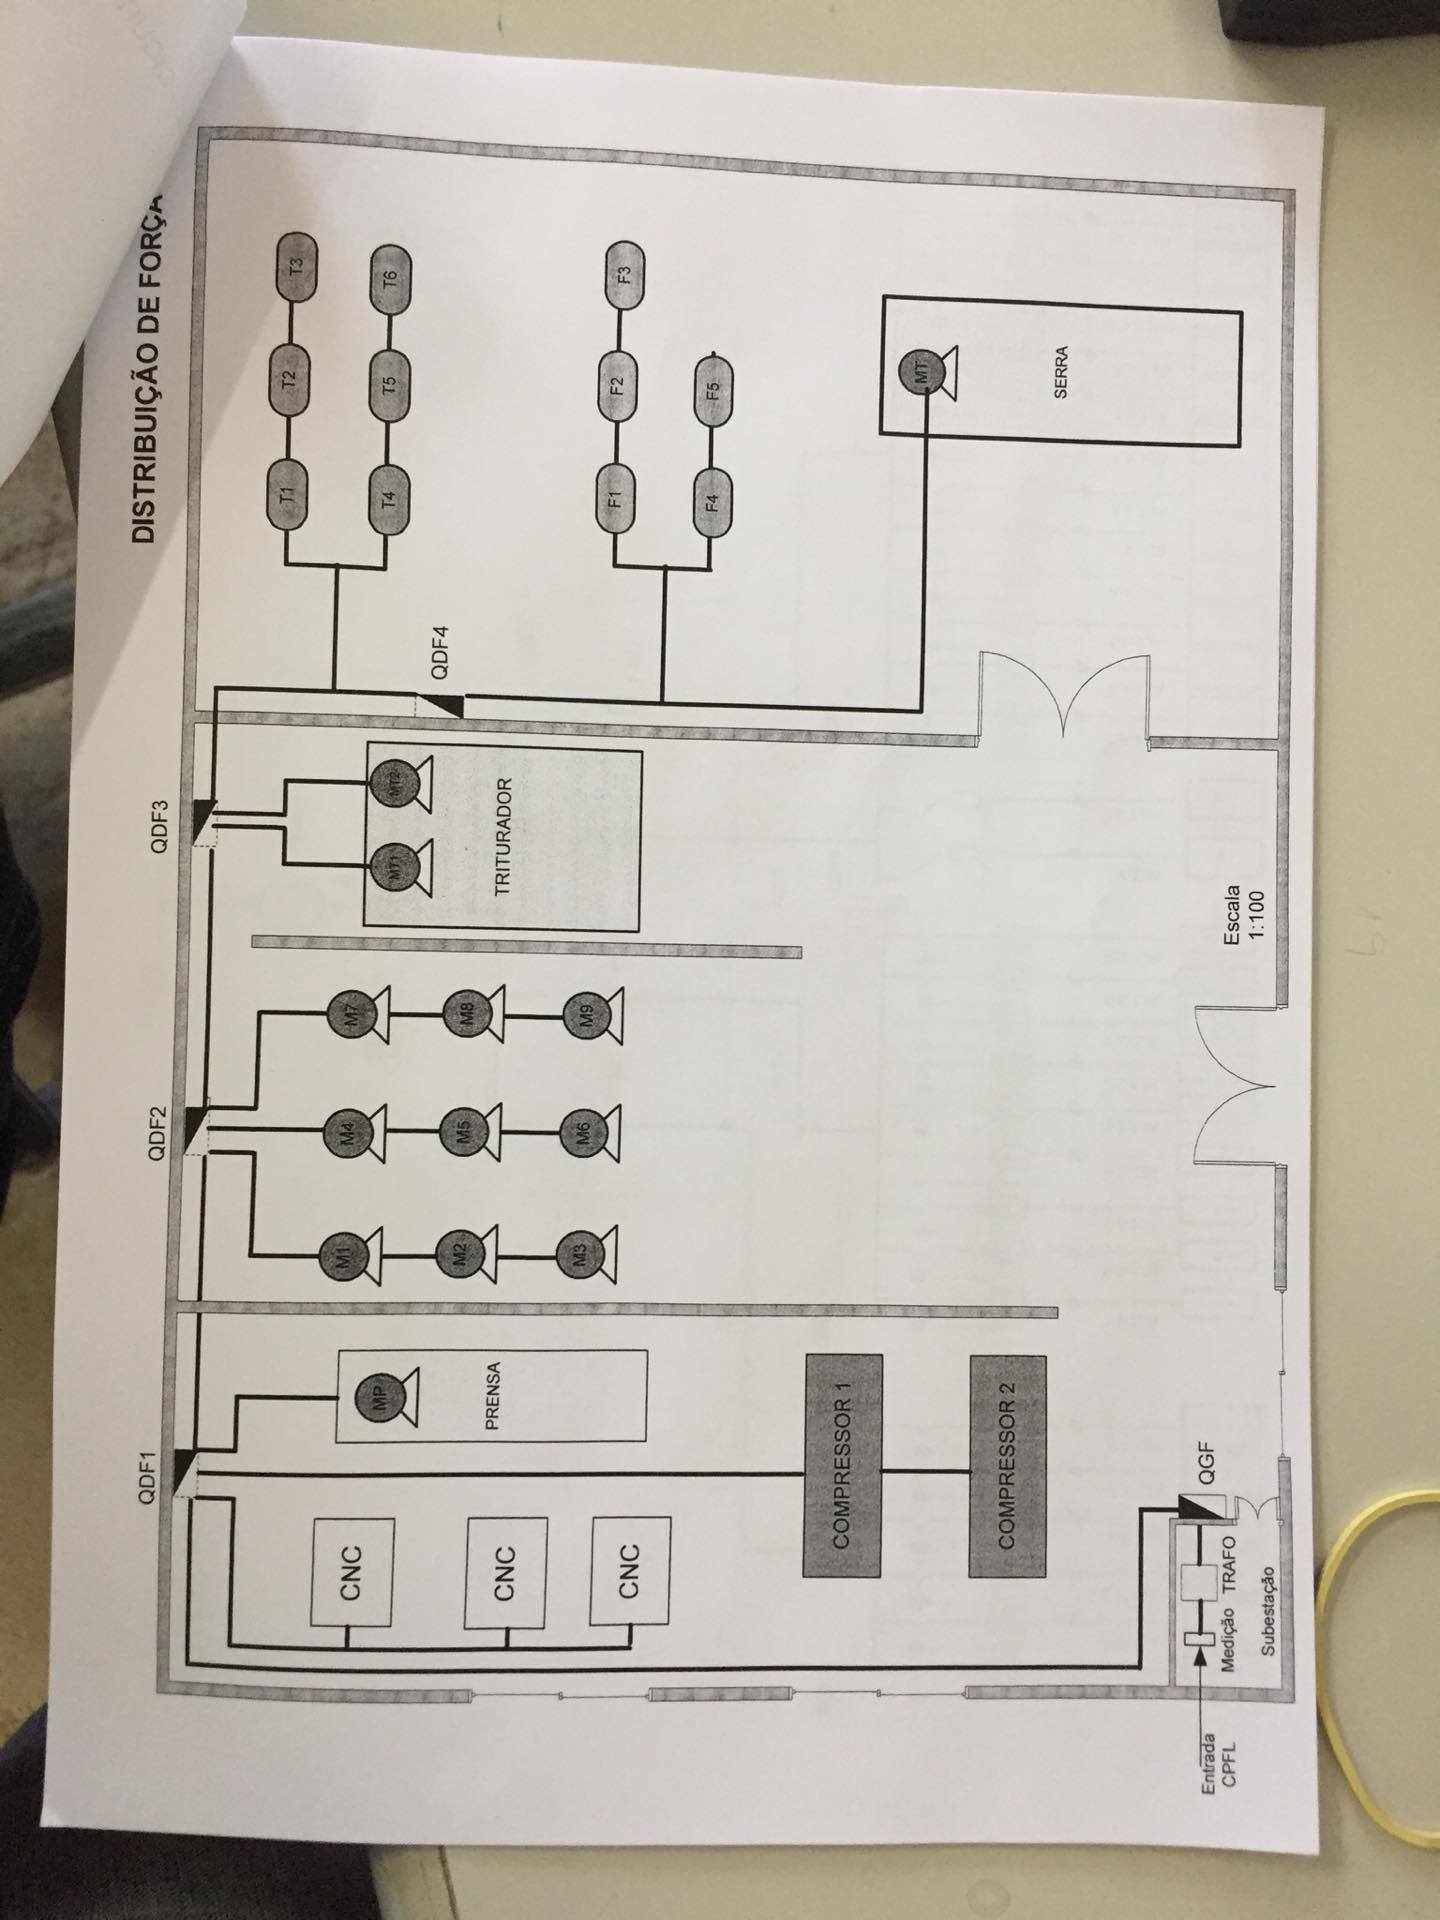 DISTRIBUIÇÃO DE FORÇA
QDF1
QDF2
QDF3
CNC
CNC
CNC
MP
PRENSA
M1
M4
M7
M2
M5
M8
M3
M6
M9
MT1
MT2
TRITURADOR
QDF4
T1
T2
T3
T4
T5
T6
F1
F2
F3
F4
F5
COMPRESSOR 1
COMPRESSOR 2
MT
SERRA
Entrada
CPFL
Medição
TRAFO
QGF
Subestação
Escala
1:100